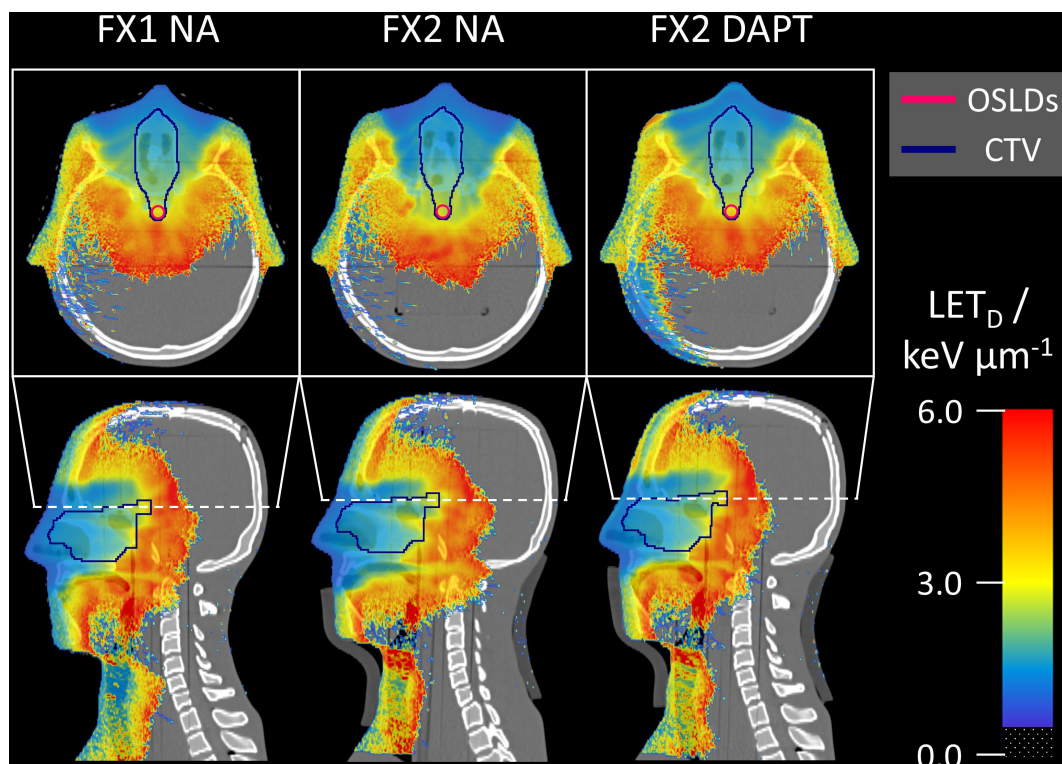 FX1 NA
FX2 NA
FX2 DAPT
OSLDs
CTV
LET_D /
keV μm⁻¹
6.0
3.0
0.0